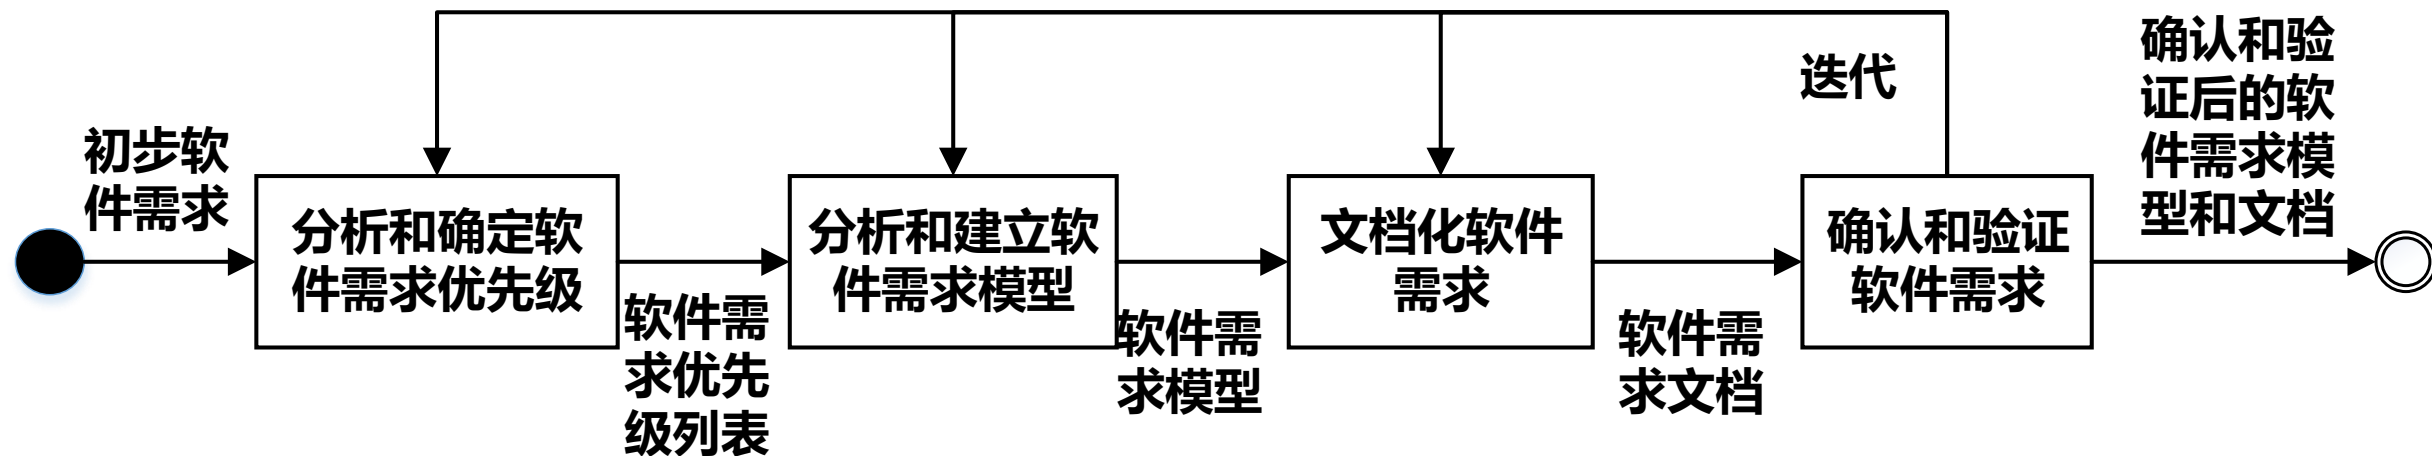 初步软
件需求
分析和确定软
件需求优先级
软件需
求优先
级列表
分析和建立软
件需求模型
软件需
求模型
文档化软件
需求
软件需
求文档
迭代
确认和验证
软件需求
确认和验
证后的软
件需求模
型和文档